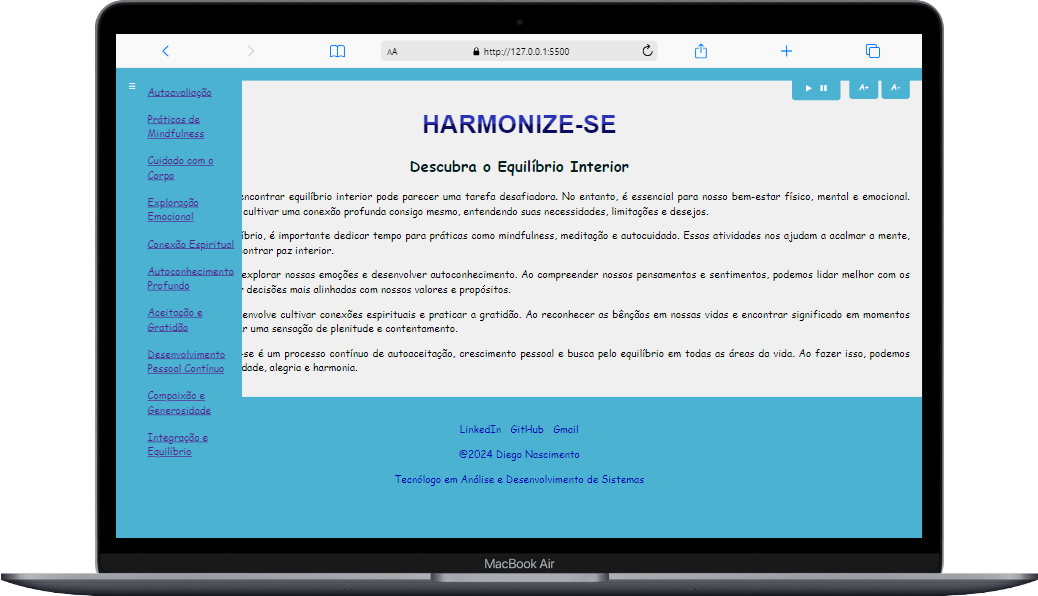 AA
http://127.0.0.1:5500
Autoavaliação
Práticas de
Mindfulness
Cuidado com o
Corpo
Exploração
Emocional
Conexão Espiritual
Autoconhecimento
Profundo
Aceitação e
Gratidão
Desenvolvimento
Pessoal Contínuo
Compaixão e
Generosidade
Integração e
Equilíbrio
A+
A-
HARMONIZE-SE
Descubra o Equilíbrio Interior
encontrar equilíbrio interior pode parecer uma tarefa desafiadora. No entanto, é essencial para nosso bem-estar físico, mental e emocional.
cultivar uma conexão profunda consigo mesmo, entendendo suas necessidades, limitações e desejos.
líbrio, é importante dedicar tempo para práticas como mindfulness, meditação e autocuidado. Essas atividades nos ajudam a acalmar a mente,
ontrar paz interior.
explorar nossas emoções e desenvolver autoconhecimento. Ao compreender nossos pensamentos e sentimentos, podemos lidar melhor com os
r decisões mais alinhadas com nossos valores e propósitos.
envolve cultivar conexões espirituais e praticar a gratidão. Ao reconhecer as bênçãos em nossas vidas e encontrar significado em momentos
r uma sensação de plenitude e contentamento.
-se é um processo contínuo de autoaceitação, crescimento pessoal e busca pelo equilíbrio em todas as áreas da vida. Ao fazer isso, podemos
dade, alegria e harmonia.
LinkedIn GitHub Gmail
@2024 Diego Nascimento
Tecnólogo em Análise e Desenvolvimento de Sistemas
MacBook Air